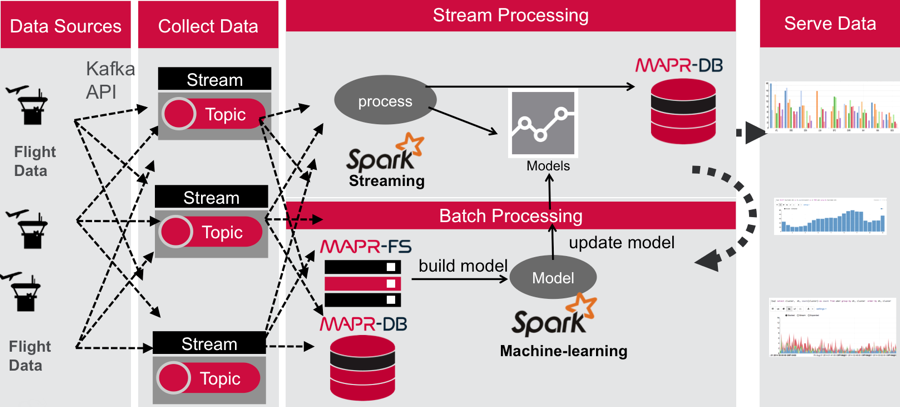 Data Sources
Collect Data
Stream Processing
Serve Data
Kafka
API
Flight
Data
Flight
Data
Stream
Topic
Stream
Topic
Stream
Topic
process
Spark
Streaming
Models
MAPR-DB
Batch Processing
MAPR-FS
MAPR-DB
build model
update model
Model
Spark
Machine-learning